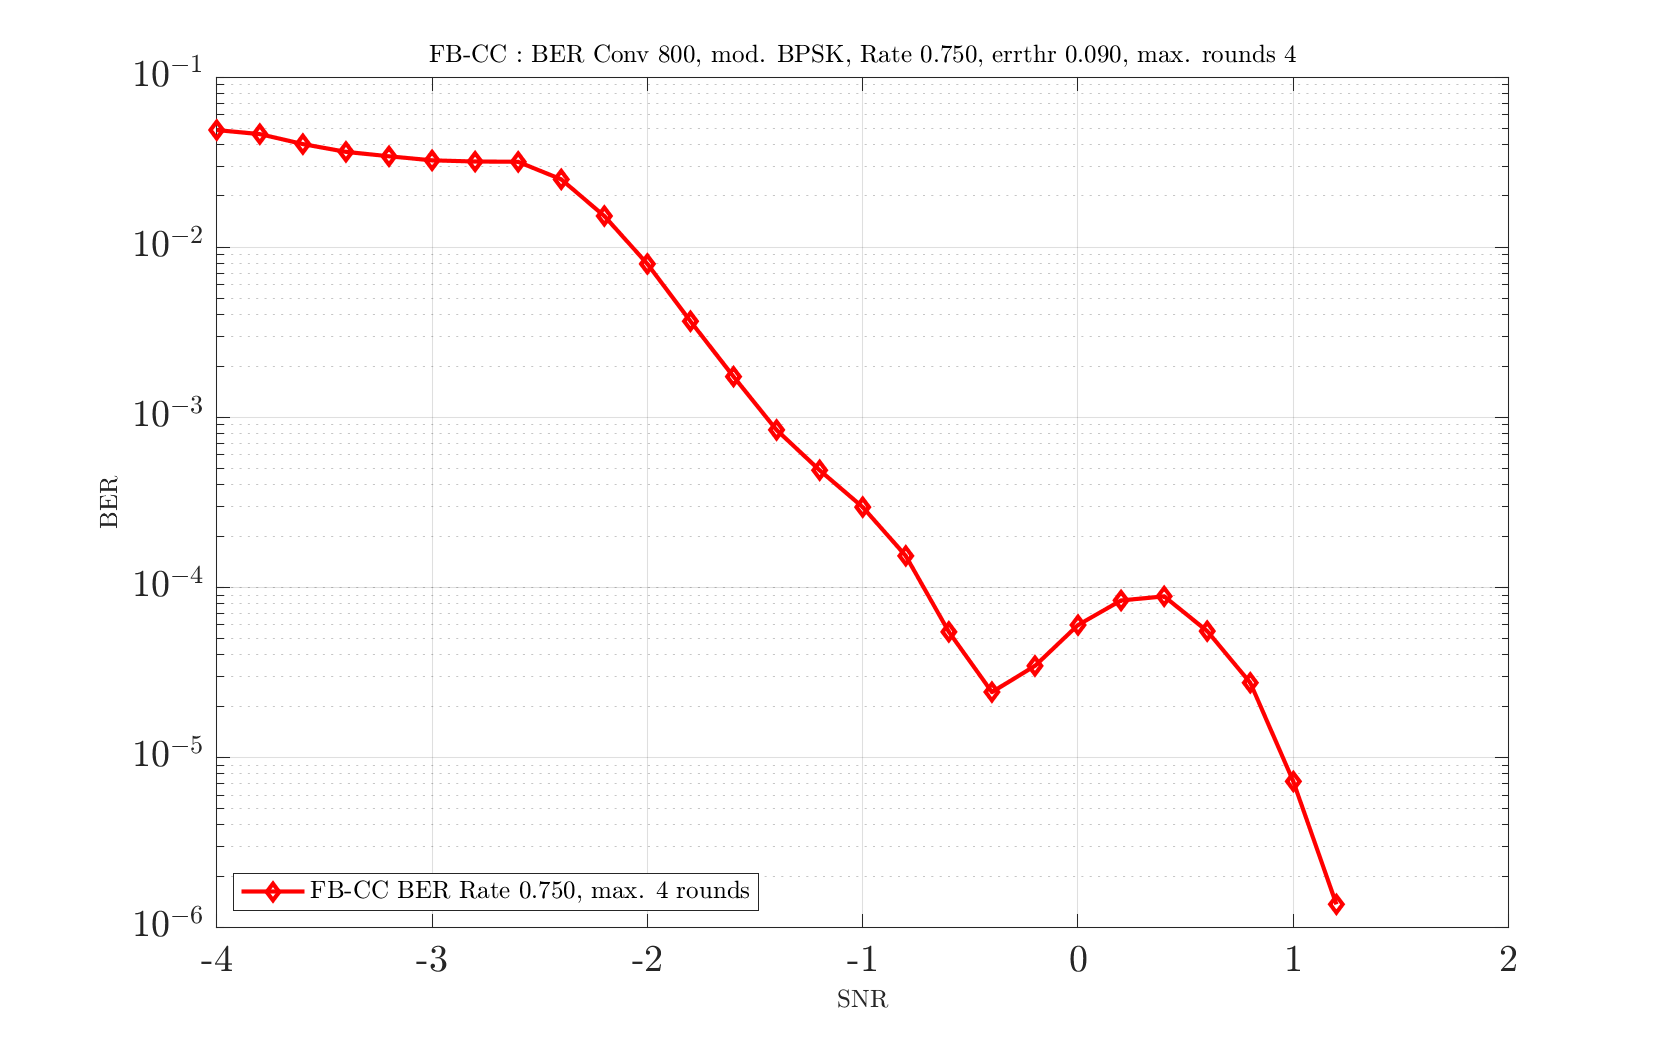 FB-CC : BER Conv 800, mod. BPSK, Rate 0.750, errthr 0.090, max. rounds 4
10⁻¹
10⁻²
10⁻³
10⁻⁴
10⁻⁵
10⁻⁶
BER
FB-CC BER Rate 0.750, max. 4 rounds
-4 -3 -2 -1 0 1 2
SNR